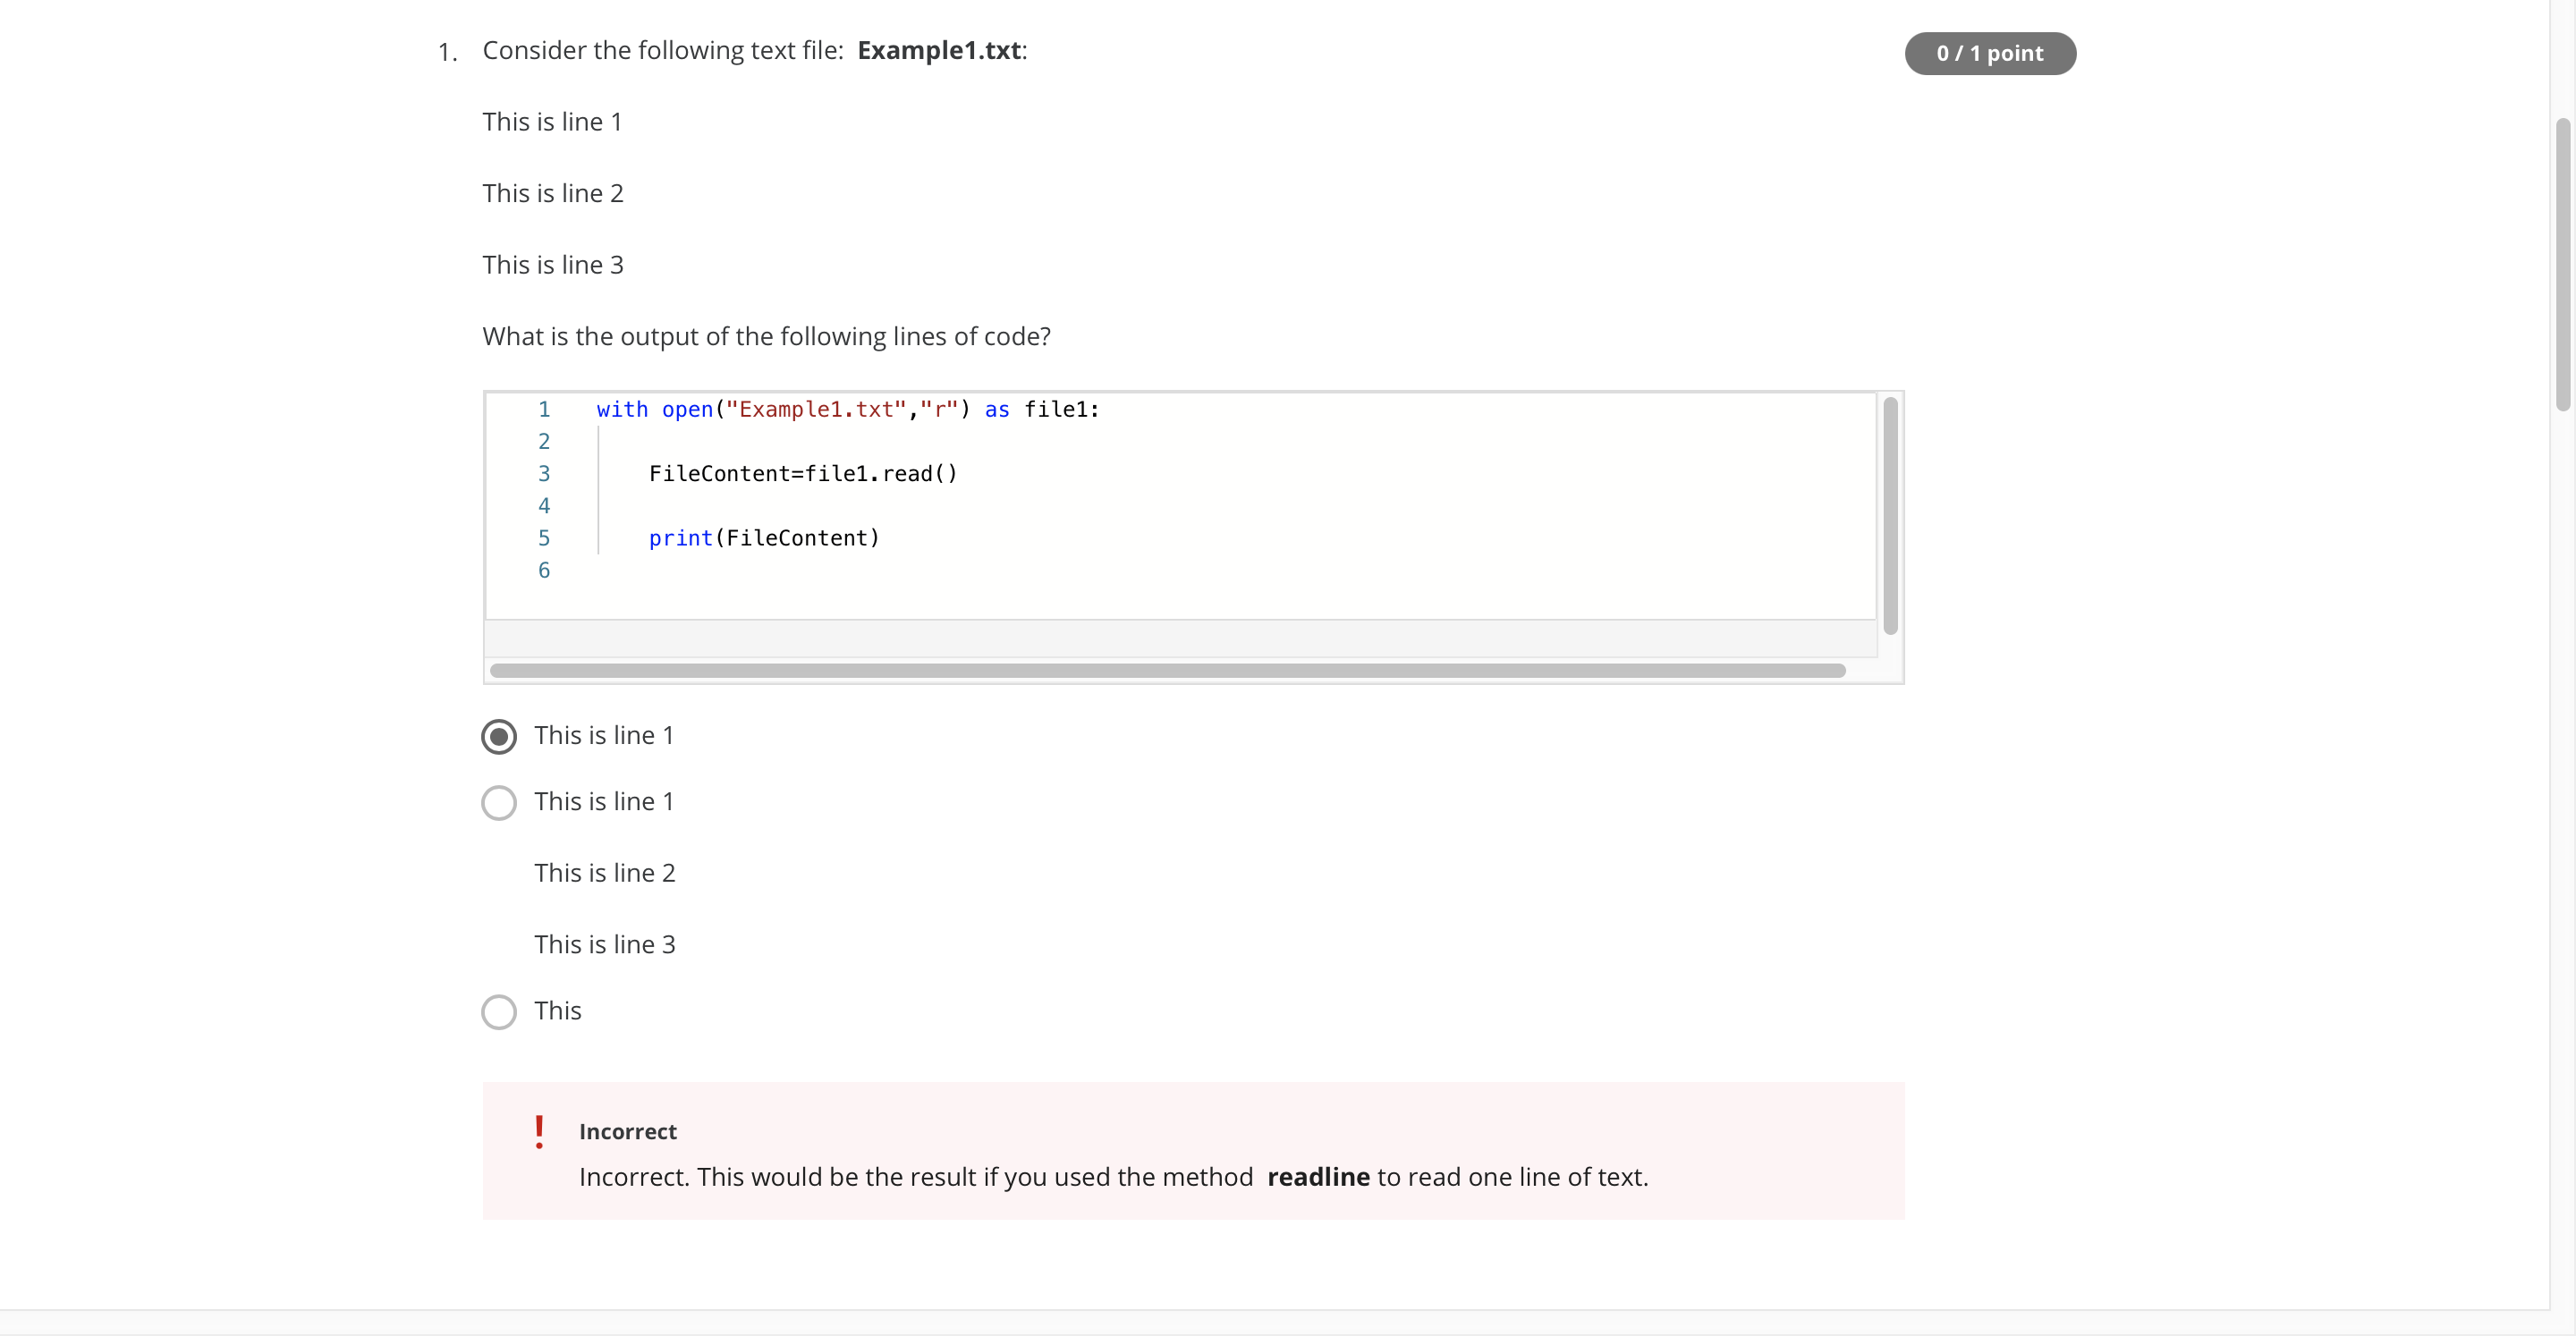 1. Consider the following text file: Example1.txt:
0 / 1 point
This is line 1
This is line 2
This is line 3
What is the output of the following lines of code?
1 with open("Example1.txt","r") as file1:
2
3 FileContent=file1.read()
4
5 print(FileContent)
6
This is line 1
This is line 1
This is line 2
This is line 3
This
! Incorrect
Incorrect. This would be the result if you used the method readline to read one line of text.